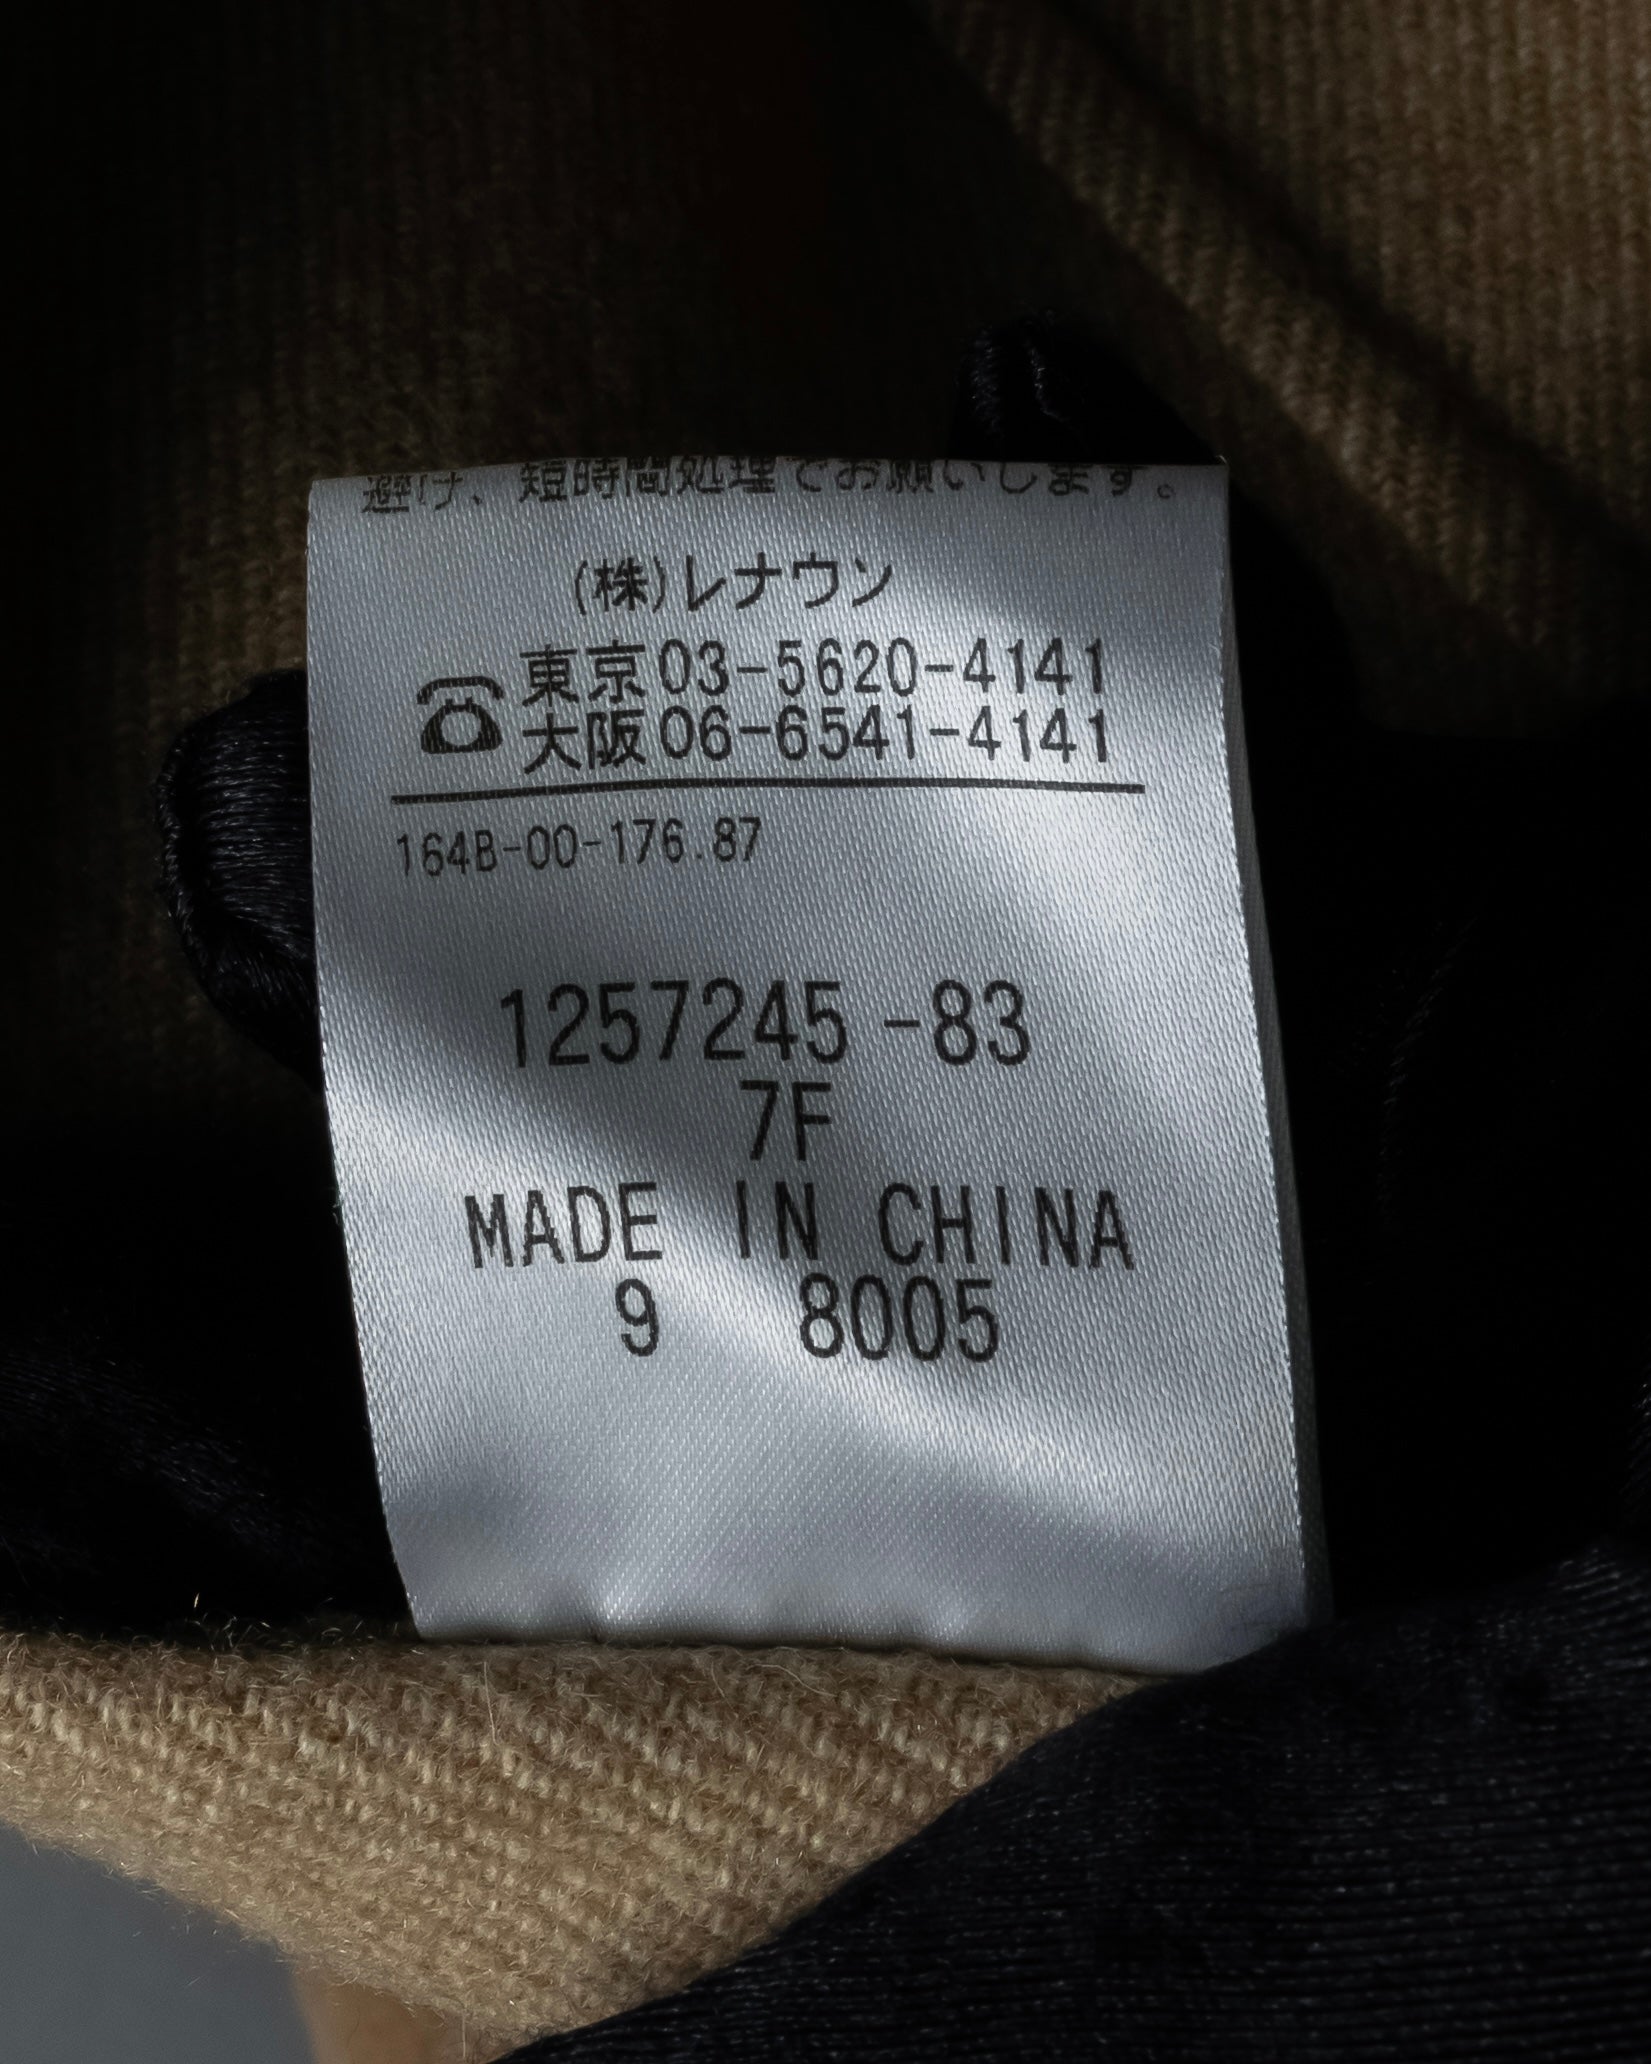 避け、短時間処理でお願いします。
(株)レナウン
東京03-5620-4141
大阪06-6541-4141
164B-00-176.87
1257245-83
7F
MADE IN CHINA
9 8005